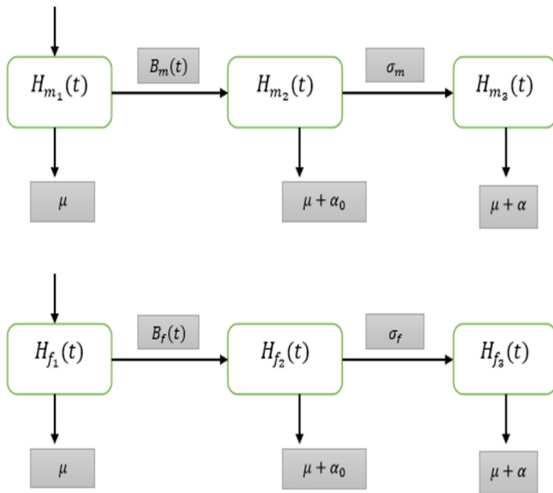 B_m(t) σ_m
H_{m_1}(t) H_{m_2}(t) H_{m_3}(t)
μ μ + α_0 μ + α
B_f(t) σ_f
H_{f_1}(t) H_{f_2}(t) H_{f_3}(t)
μ μ + α_0 μ + α